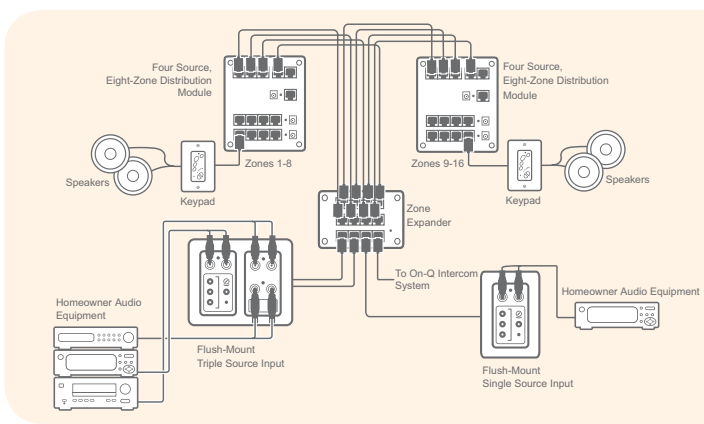 Four Source,
Eight-Zone Distribution
Module
Four Source,
Eight-Zone Distribution
Module
Zones 1-8
Zones 9-16
Speakers
Keypad
Keypad
Speakers
Zone
Expander
To On-Q Intercom
System
Homeowner Audio
Equipment
Homeowner Audio Equipment
Flush-Mount
Triple Source Input
Flush-Mount
Single Source Input